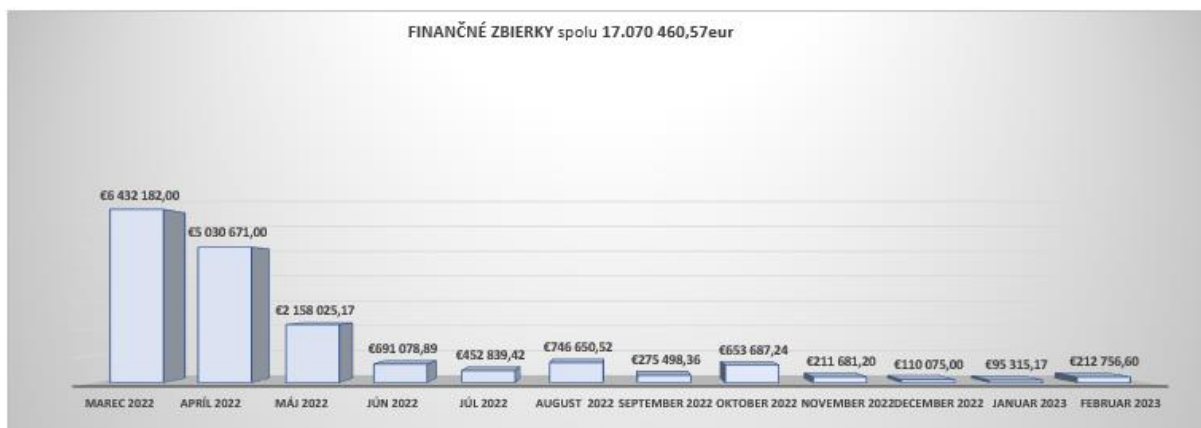 FINANČNÉ ZBIERKY spolu 17.070 460,57eur
€6 432 182,00
€5 030 671,00
€2 158 025,17
€691 078,89
€452 839,42
€746 650,52
€275 498,36
€653 687,24
€211 681,20
€110 075,00
€95 315,17
€212 756,60
MAREC 2022 APRÍL 2022 MÁJ 2022 JÚN 2022 JÚL 2022 AUGUST 2022 SEPTEMBER 2022 OKTOBER 2022 NOVEMBER 2022 DECEMBER 2022 JANUAR 2023 FEBRUAR 2023